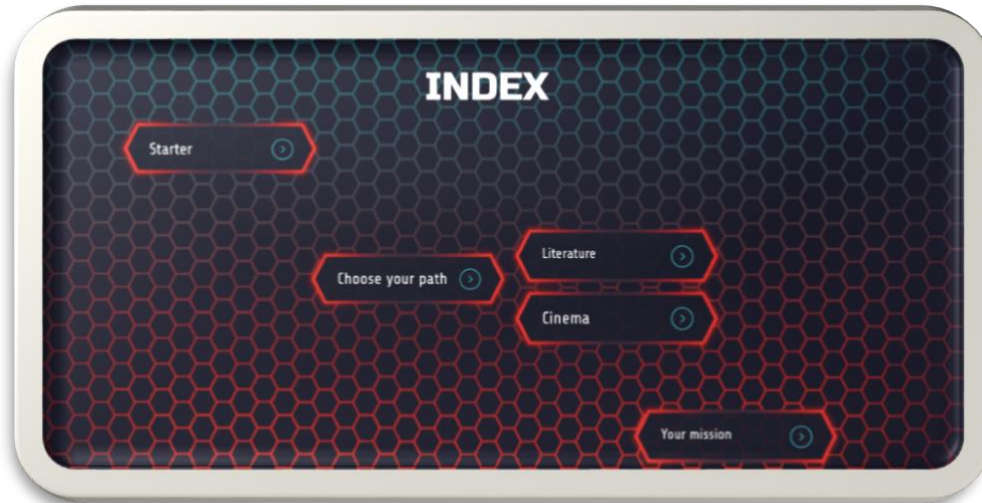 INDEX
Starter
Choose your path
Literature
Cinema
Your mission